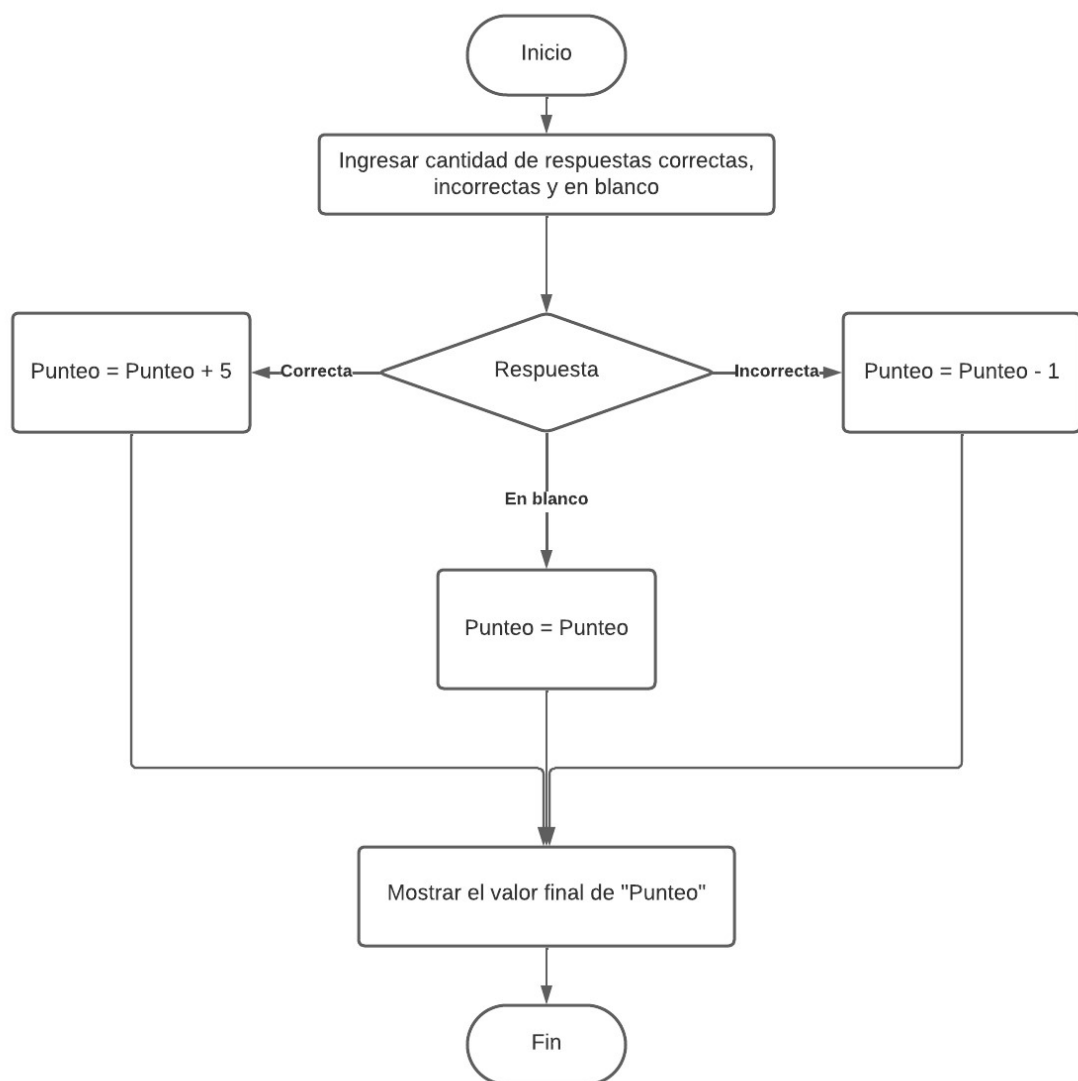 Inicio
Ingresar cantidad de respuestas correctas,
incorrectas y en blanco
Respuesta
Correcta
Punteo = Punteo + 5
Incorrecta
Punteo = Punteo - 1
En blanco
Punteo = Punteo
Mostrar el valor final de "Punteo"
Fin